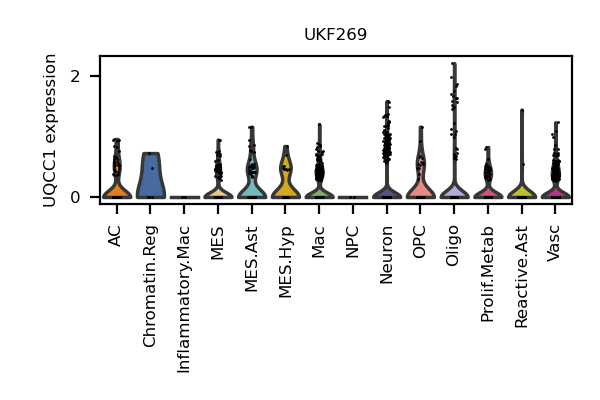 UKF269
UQCC1 expression
2
0
AC
Chromatin.Reg
Inflammatory.Mac
MES
MES.Ast
MES.Hyp
Mac
NPC
Neuron
OPC
Oligo
Prolif.Metab
Reactive.Ast
Vasc